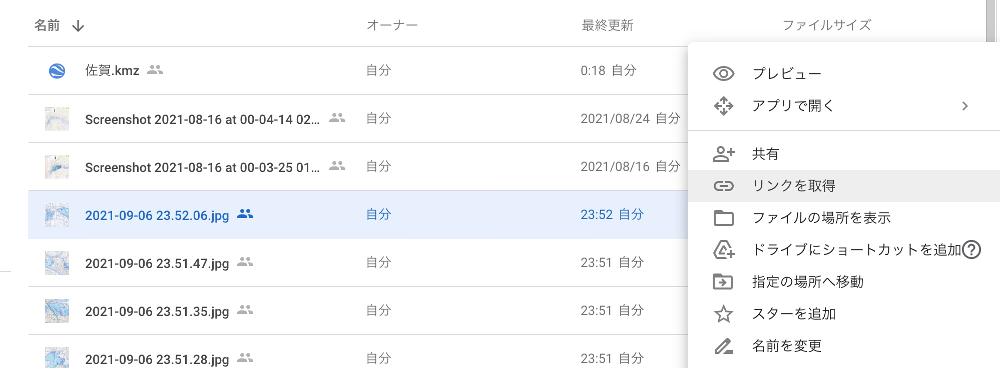 名前 オーナー 最終更新 ファイルサイズ
佐賀.kmz 自分 0:18 自分
Screenshot 2021-08-16 at 00-04-14 02... 自分 2021/08/24 自分
Screenshot 2021-08-16 at 00-03-25 01... 自分 2021/08/16 自分
2021-09-06 23.52.06.jpg 自分 23:52 自分
2021-09-06 23.51.47.jpg 自分 23:51 自分
2021-09-06 23.51.35.jpg 自分 23:51 自分
2021-09-06 23.51.28.jpg 自分 23:51 自分
プレビュー
アプリで開く
共有
リンクを取得
ファイルの場所を表示
ドライブにショートカットを追加
指定の場所へ移動
スターを追加
名前を変更